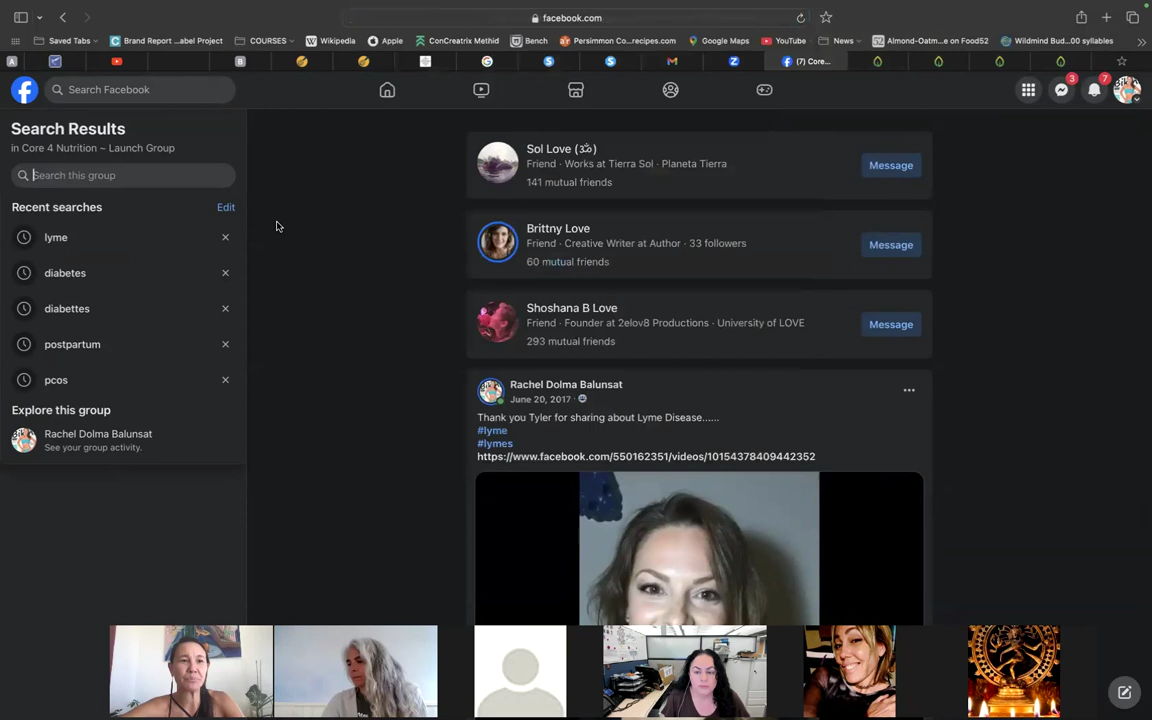 facebook.com
Saved Tabs
Brand Report ...abel Project
COURSES
Wikipedia
Apple
ConCreatrix Method
Bench
Persimmon Co...recipes.com
Google Maps
YouTube
News
Almond-Oatm...e on Food52
Wildmind Bud...00 syllables
(7) Core...
Search Facebook
3
7
Search Results
in Core 4 Nutrition ~ Launch Group
Search this group
Recent searches
Edit
lyme
diabetes
diabettes
postpartum
pcos
Explore this group
Rachel Dolma Balunsat
See your group activity.
Sol Love (ૐ)
Friend · Works at Tierra Sol · Planeta Tierra
141 mutual friends
Message
Brittny Love
Friend · Creative Writer at Author · 33 followers
60 mutual friends
Message
Shoshana B Love
Friend · Founder at 2elov8 Productions · University of LOVE
293 mutual friends
Message
Rachel Dolma Balunsat
June 20, 2017 ·
Thank you Tyler for sharing about Lyme Disease......
#lyme
#lymes
https://www.facebook.com/550162351/videos/10154378409442352